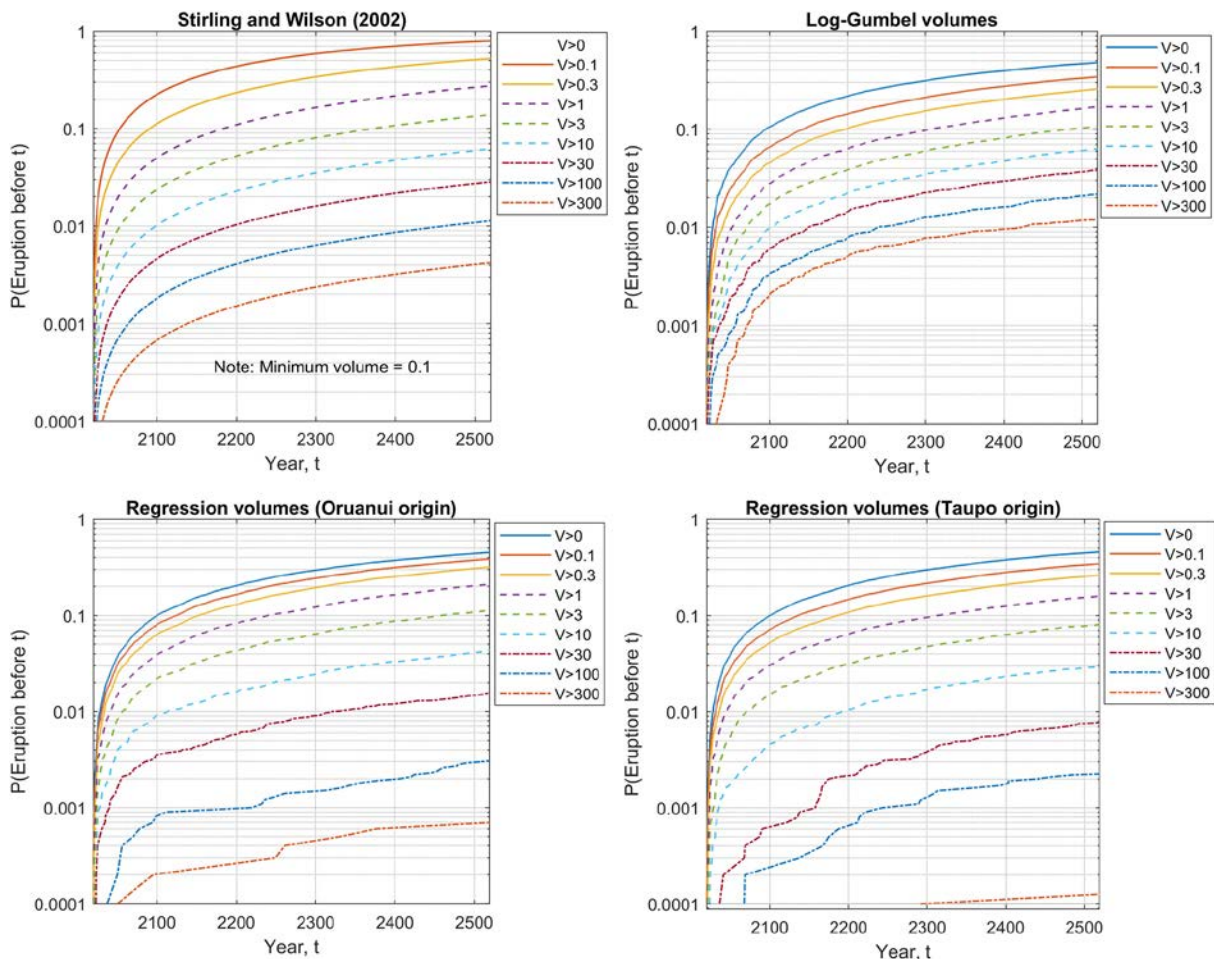 Stirling and Wilson (2002)
P(Eruption before t)
1
0.1
0.01
0.001
0.0001
Note: Minimum volume = 0.1
2100
2200
2300
2400
2500
Year, t
V>0
V>0.1
V>0.3
V>1
V>3
V>10
V>30
V>100
V>300
Log-Gumbel volumes
P(Eruption before t)
1
0.1
0.01
0.001
0.0001
2100
2200
2300
2400
2500
Year, t
V>0
V>0.1
V>0.3
V>1
V>3
V>10
V>30
V>100
V>300
Regression volumes (Oruanui origin)
P(Eruption before t)
1
0.1
0.01
0.001
0.0001
2100
2200
2300
2400
2500
Year, t
V>0
V>0.1
V>0.3
V>1
V>3
V>10
V>30
V>100
V>300
Regression volumes (Taupo origin)
P(Eruption before t)
1
0.1
0.01
0.001
0.0001
2100
2200
2300
2400
2500
Year, t
V>0
V>0.1
V>0.3
V>1
V>3
V>10
V>30
V>100
V>300